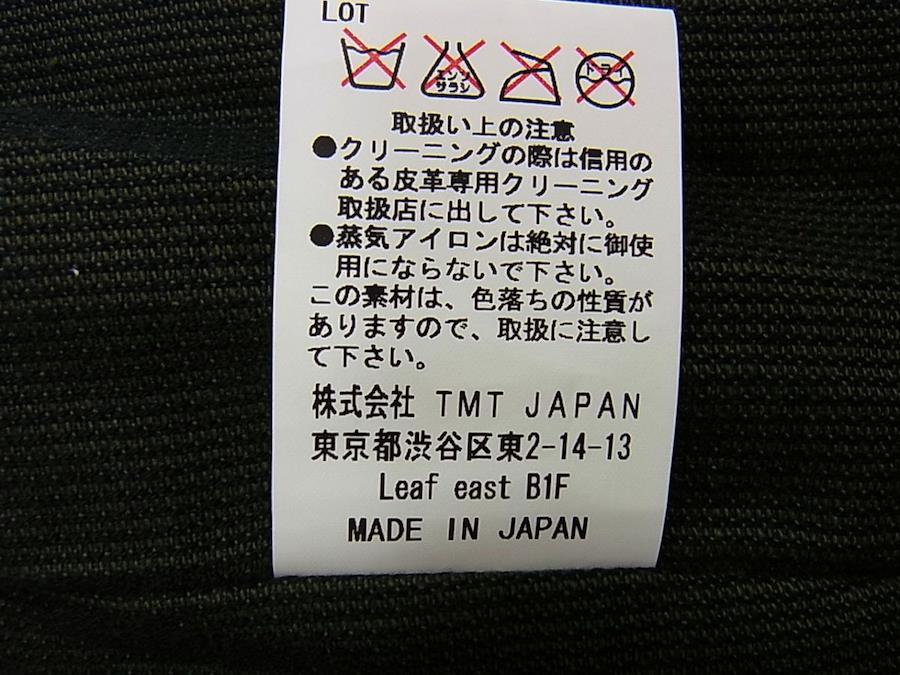 LOT
エンソ
サラシ
ドライ
取扱い上の注意
●クリーニングの際は信用の
ある皮革専用クリーニング
取扱店に出して下さい。
●蒸気アイロンは絶対に御使
用にならないで下さい。
この素材は、色落ちの性質が
ありますので、取扱に注意し
て下さい。
株式会社 TMT JAPAN
東京都渋谷区東2-14-13
Leaf east B1F
MADE IN JAPAN